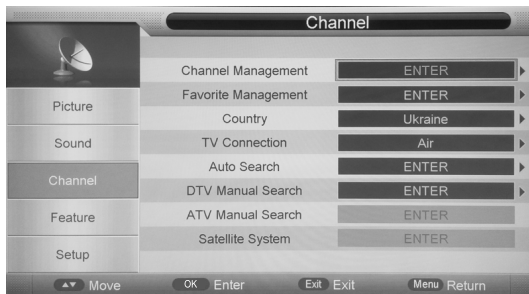 Channel
Channel Management ENTER
Favorite Management ENTER
Country Ukraine
TV Connection Air
Auto Search ENTER
DTV Manual Search ENTER
ATV Manual Search ENTER
Satellite System ENTER
Picture
Sound
Channel
Feature
Setup
Move OK Enter Exit Exit Menu Return